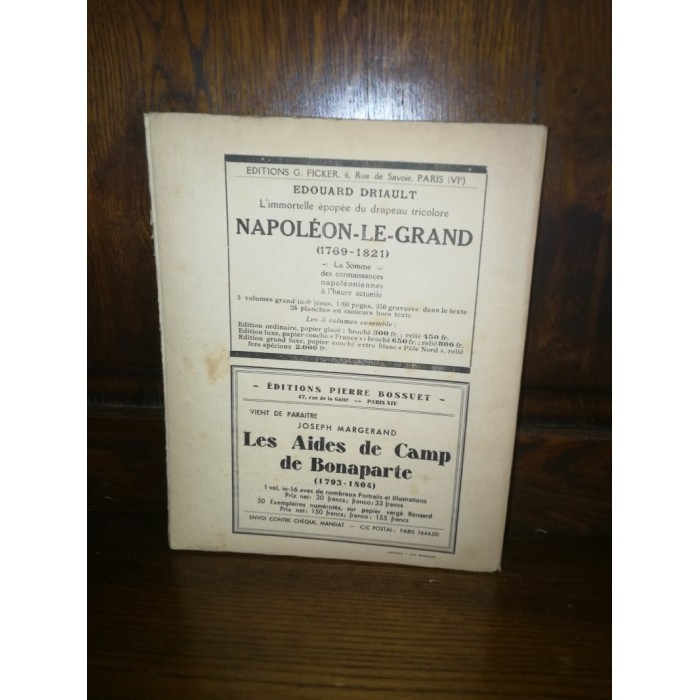 EDITIONS G. FICKER, 6, Rue de Savoie, PARIS (VIᵉ)
EDOUARD DRIAULT
L'immortelle épopée du drapeau tricolore
NAPOLÉON-LE-GRAND
(1769-1821)
-: La Somme :-
des connaissances
napoléoniennes
à l'heure actuelle
3 volumes grand in-8° jésus, pages, 350 gravures dans le texte
24 planches en couleurs hors texte
Les 3 volumes ensemble :
Edition ordinaire, papier glacé : broché 300 fr. ; relié 450 fr.
Edition luxe, papier couché « France » : broché 650 fr. ; relié 800 fr.
Edition grand luxe, papier couché extra blanc « Pôle Nord », relié
fers spéciaux 2.000 fr.
- ÉDITIONS PIERRE BOSSUET -
47, rue de la Gaîté -- PARIS XIV
VIENT DE PARAITRE
JOSEPH MARGERAND
Les Aides de Camp
de Bonaparte
(1793-1804)
1 vol. in-16 avec de nombreux Portraits et Illustrations
Prix net : 30 francs ; franco : 33 francs
50 Exemplaires numérotés, sur papier vergé Ronsard
Prix net : 150 francs ; franco : 155 francs
ENVOI CONTRE CHÈQUE, MANDAT — C/C POSTAL : PARIS 1644.00